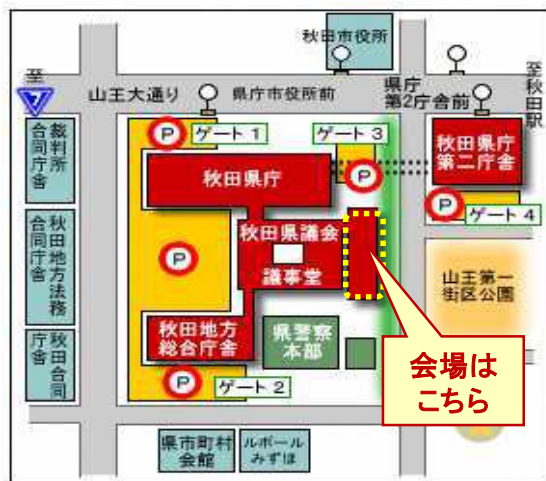 秋田市役所
至
7
山王大通り
県庁市役所前
県庁
第2庁舎前
至秋田駅
裁判所
合同庁舎
P
ゲート1
ゲート3
P
秋田県庁
秋田県庁
第二庁舎
P
ゲート4
秋田地方法務
合同庁舎
P
秋田県議会
議事堂
山王第一
街区公園
秋田地方
総合庁舎
県警察
本部
会場は
こちら
秋田合同
庁舎
P
ゲート2
県市町村
会館
ルポール
みずほ